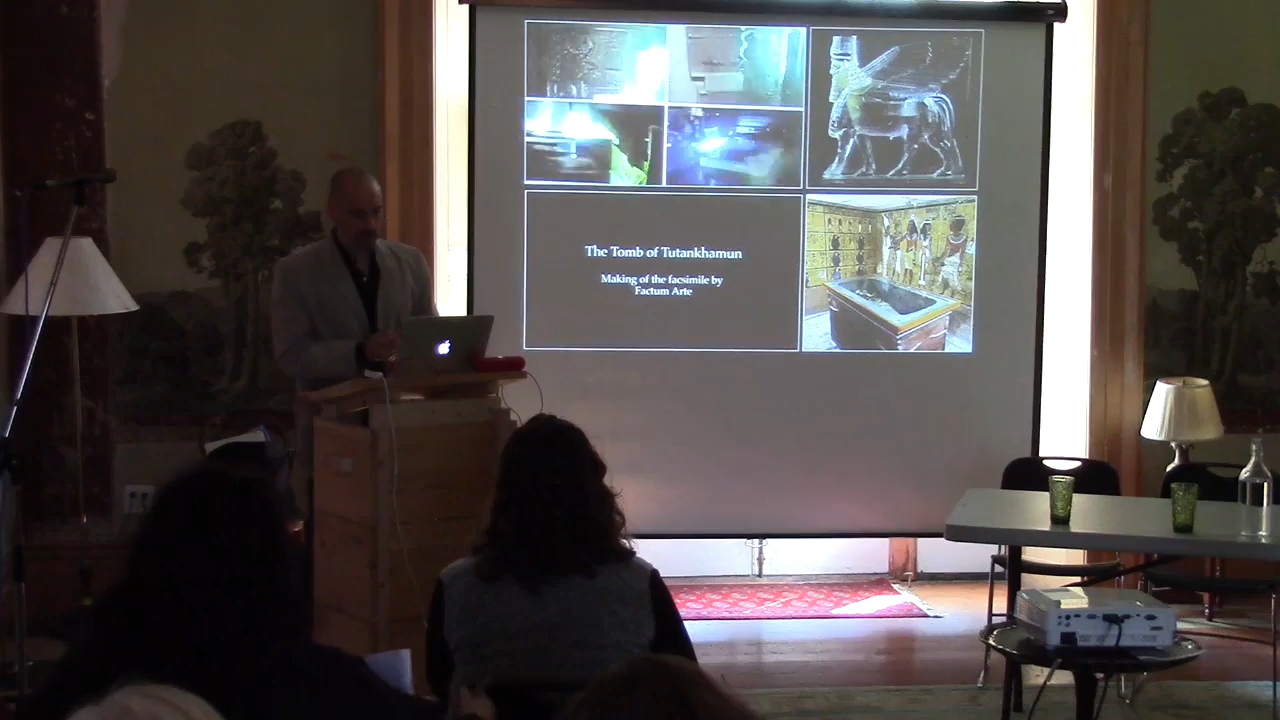 The Tomb of Tutankhamun
Making of the facsimile by
Factum Arte